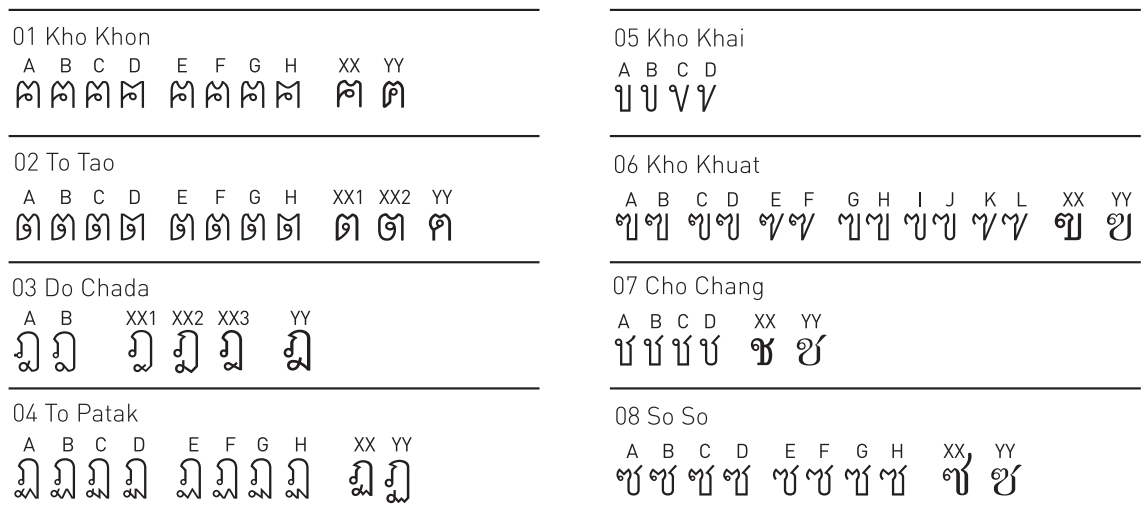 01 Kho Khon
A B C D E F G H XX YY
ฅ ฅ ฅ ฅ ฅ ฅ ฅ ฅ ฅ ฅ
02 To Tao
A B C D E F G H XX1 XX2 YY
ต ต ต ต ต ต ต ต ต ต ต
03 Do Chada
A B XX1 XX2 XX3 YY
ฎ ฎ ฎ ฎ ฎ ฎ
04 To Patak
A B C D E F G H XX YY
ฏ ฏ ฏ ฏ ฏ ฏ ฏ ฏ ฏ ฏ
05 Kho Khai
A B C D
ข ข ข ข
06 Kho Khuat
A B C D E F G H I J K L XX YY
ฃ ฃ ฃ ฃ ฃ ฃ ฃ ฃ ฃ ฃ ฃ ฃ ฃ ฃ
07 Cho Chang
A B C D XX YY
ช ช ช ช ช ช
08 So So
A B C D E F G H XX YY
ซ ซ ซ ซ ซ ซ ซ ซ ซ ซ